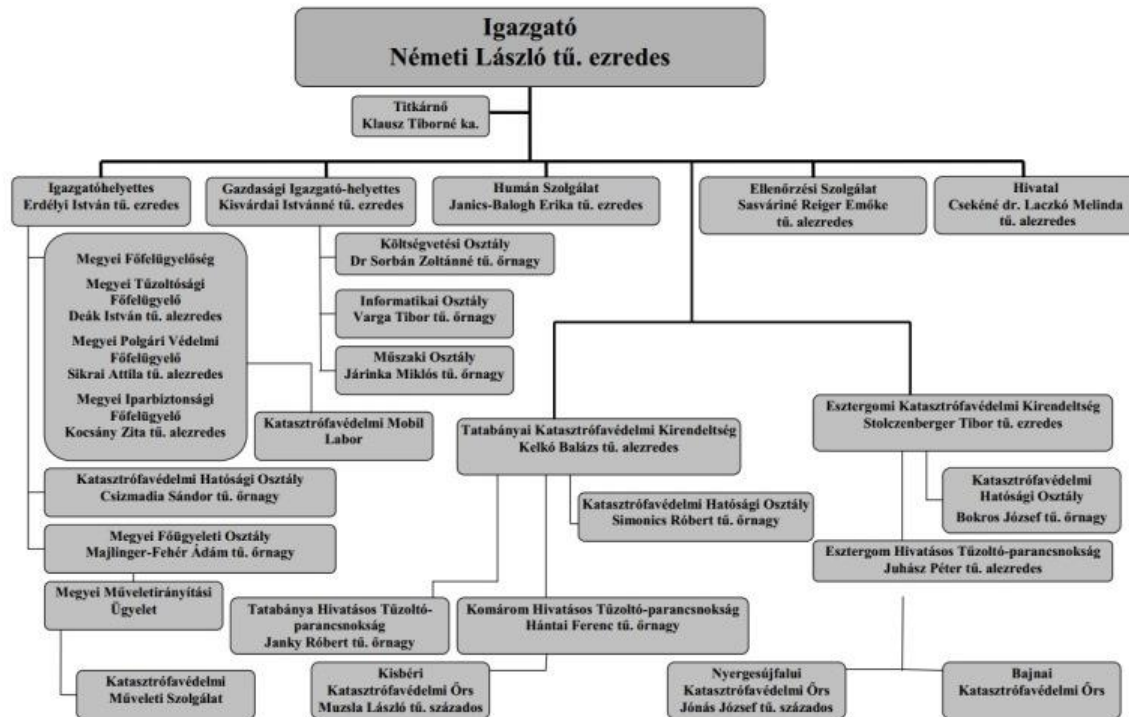 Igazgató
Németi László tű. ezredes
Titkárnő
Klausz Tiborné ka.
Igazgatóhelyettes
Erdélyi István tű. ezredes
Gazdasági Igazgató-helyettes
Kisvárdai Istvánné tű. ezredes
Humán Szolgálat
Janics-Balogh Erika tű. ezredes
Ellenőrzési Szolgálat
Sasváriné Reiger Emőke
tű. alezredes
Hivatal
Csekéné dr. Laczkó Melinda
tű. alezredes
Megyei Főfelügyelőség
Megyei Tűzoltósági
Főfelügyelő
Deák István tű. alezredes
Megyei Polgári Védelmi
Főfelügyelő
Sikrai Attila tű. alezredes
Megyei Iparbiztonsági
Főfelügyelő
Kocsány Zita tű. alezredes
Költségvetési Osztály
Dr Sorbán Zoltánné tű. őrnagy
Informatikai Osztály
Varga Tibor tű. őrnagy
Műszaki Osztály
Járinka Miklós tű. őrnagy
Katasztrófavédelmi Mobil
Labor
Tatabányai Katasztrófavédelmi Kirendeltség
Kelkó Balázs tű. alezredes
Esztergomi Katasztrófavédelmi Kirendeltség
Stolczenberger Tibor tű. ezredes
Katasztrófavédelmi Hatósági Osztály
Csizmadia Sándor tű. őrnagy
Katasztrófavédelmi Hatósági Osztály
Simonics Róbert tű. őrnagy
Katasztrófavédelmi
Hatósági Osztály
Bokros József tű. őrnagy
Megyei Főügyeleti Osztály
Majlinger-Fehér Ádám tű. őrnagy
Esztergom Hivatásos Tűzoltó-parancsnokság
Juhász Péter tű. alezredes
Megyei Műveletirányítási
Ügyelet
Tatabánya Hivatásos Tűzoltó-
parancsnokság
Janky Róbert tű. őrnagy
Komárom Hivatásos Tűzoltó-parancsnokság
Hántai Ferenc tű. őrnagy
Katasztrófavédelmi
Műveleti Szolgálat
Kisbéri
Katasztrófavédelmi Őrs
Muzsla László tű. százados
Nyergesújfalui
Katasztrófavédelmi Őrs
Jónás József tű. százados
Bajnai
Katasztrófavédelmi Őrs